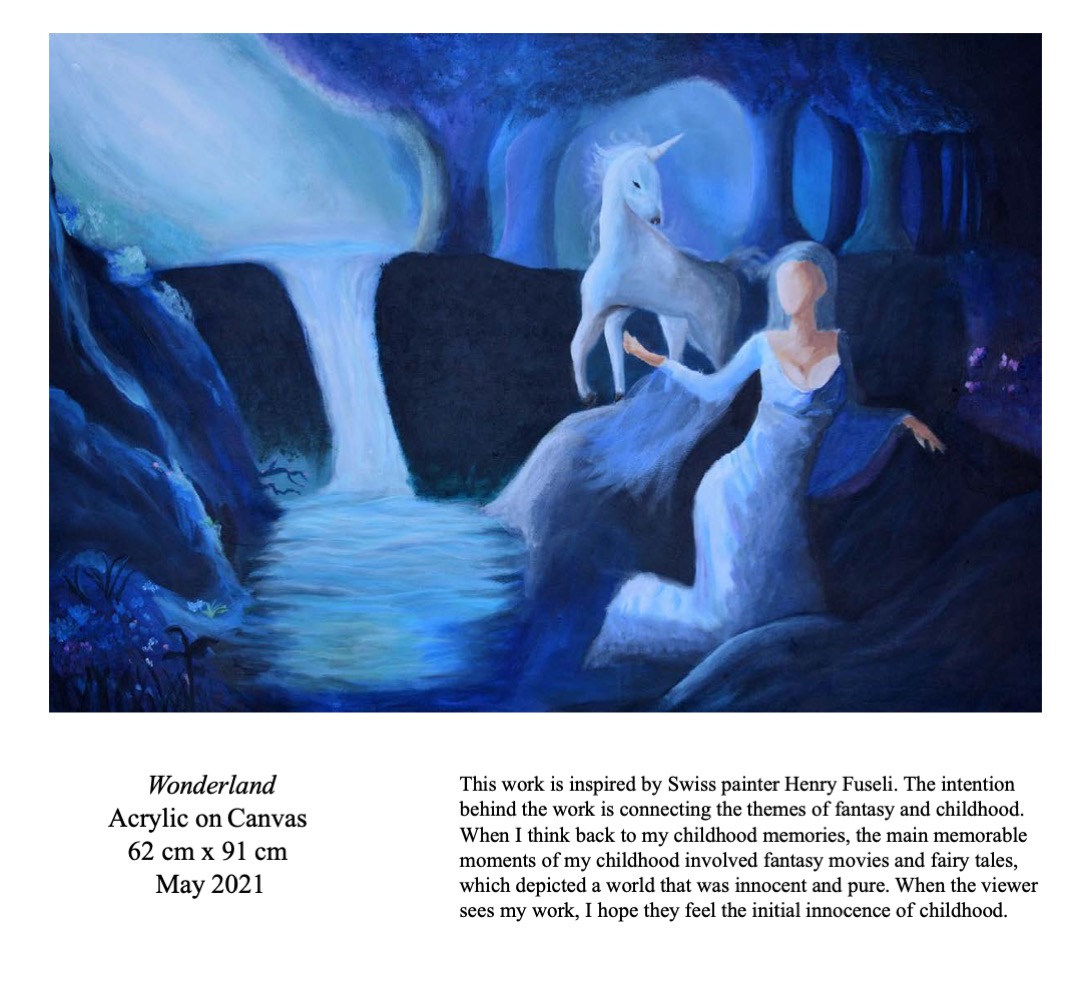 Wonderland
Acrylic on Canvas
62 cm x 91 cm
May 2021
This work is inspired by Swiss painter Henry Fuseli. The intention
behind the work is connecting the themes of fantasy and childhood.
When I think back to my childhood memories, the main memorable
moments of my childhood involved fantasy movies and fairy tales,
which depicted a world that was innocent and pure. When the viewer
sees my work, I hope they feel the initial innocence of childhood.